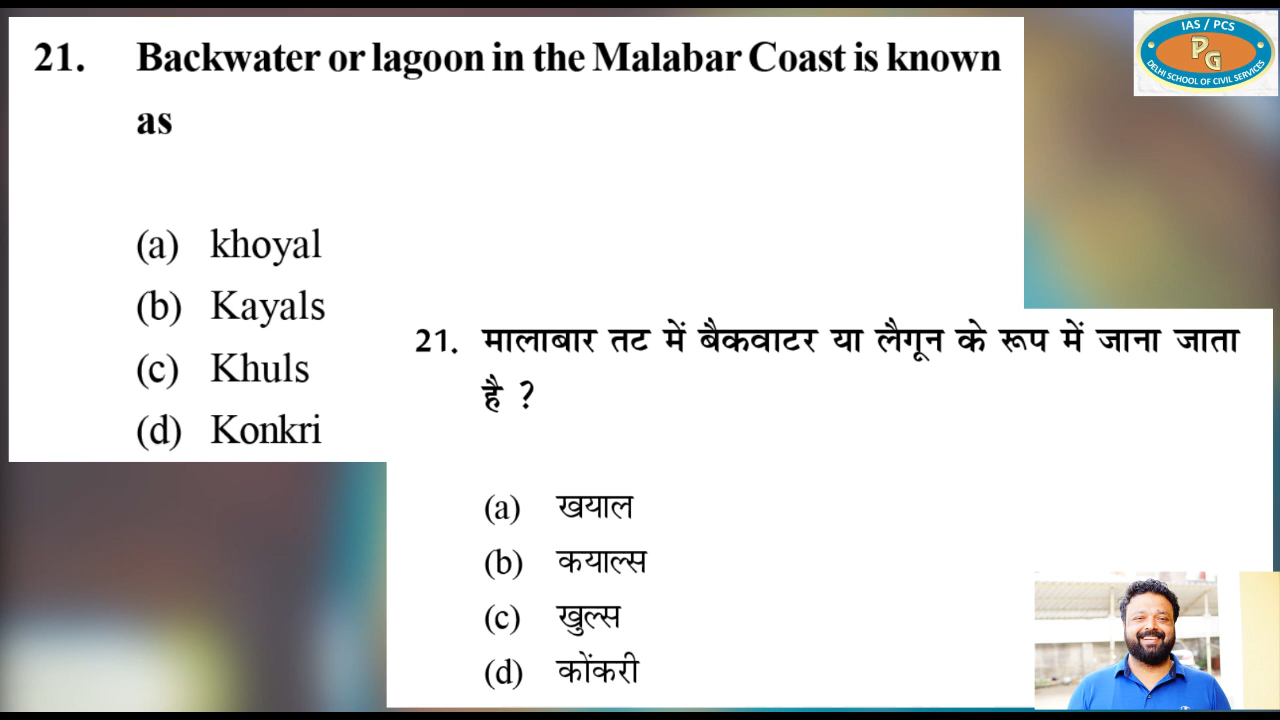 21. Backwater or lagoon in the Malabar Coast is known
as
(a) khoyal
(b) Kayals
(c) Khuls
(d) Konkri
21. मालाबार तट में बैकवाटर या लैगून के रूप में जाना जाता
है ?
(a) खयाल
(b) कयाल्स
(c) खुल्स
(d) कोंकरी
IAS / PCS
PG
DELHI SCHOOL OF CIVIL SERVICES